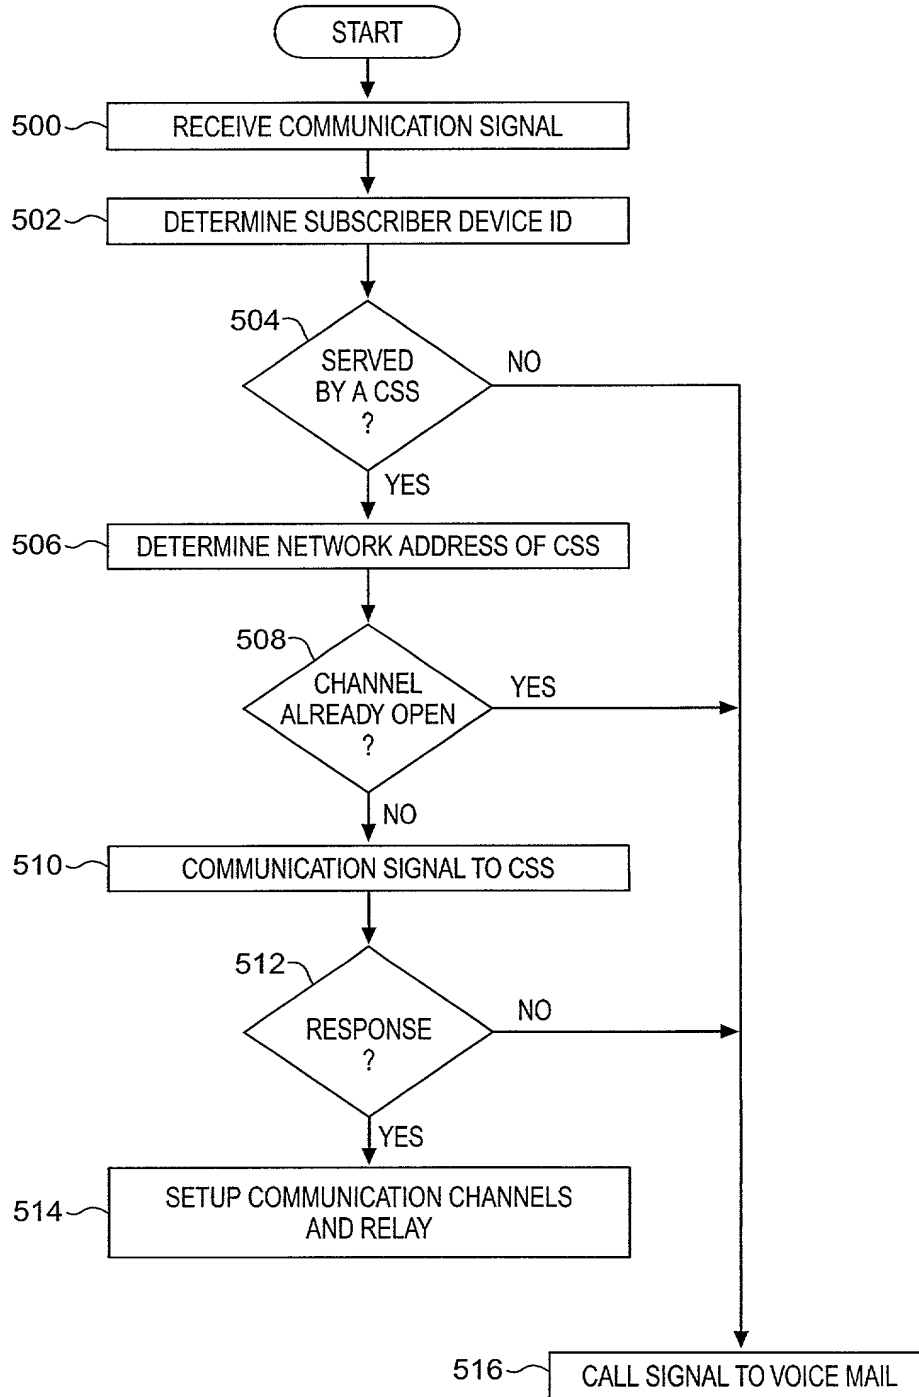 START
500
RECEIVE COMMUNICATION SIGNAL
502
DETERMINE SUBSCRIBER DEVICE ID
504
SERVED
BY A CSS
?
NO
YES
506
DETERMINE NETWORK ADDRESS OF CSS
508
CHANNEL
ALREADY OPEN
?
YES
NO
510
COMMUNICATION SIGNAL TO CSS
512
RESPONSE
?
NO
YES
514
SETUP COMMUNICATION CHANNELS
AND RELAY
516
CALL SIGNAL TO VOICE MAIL